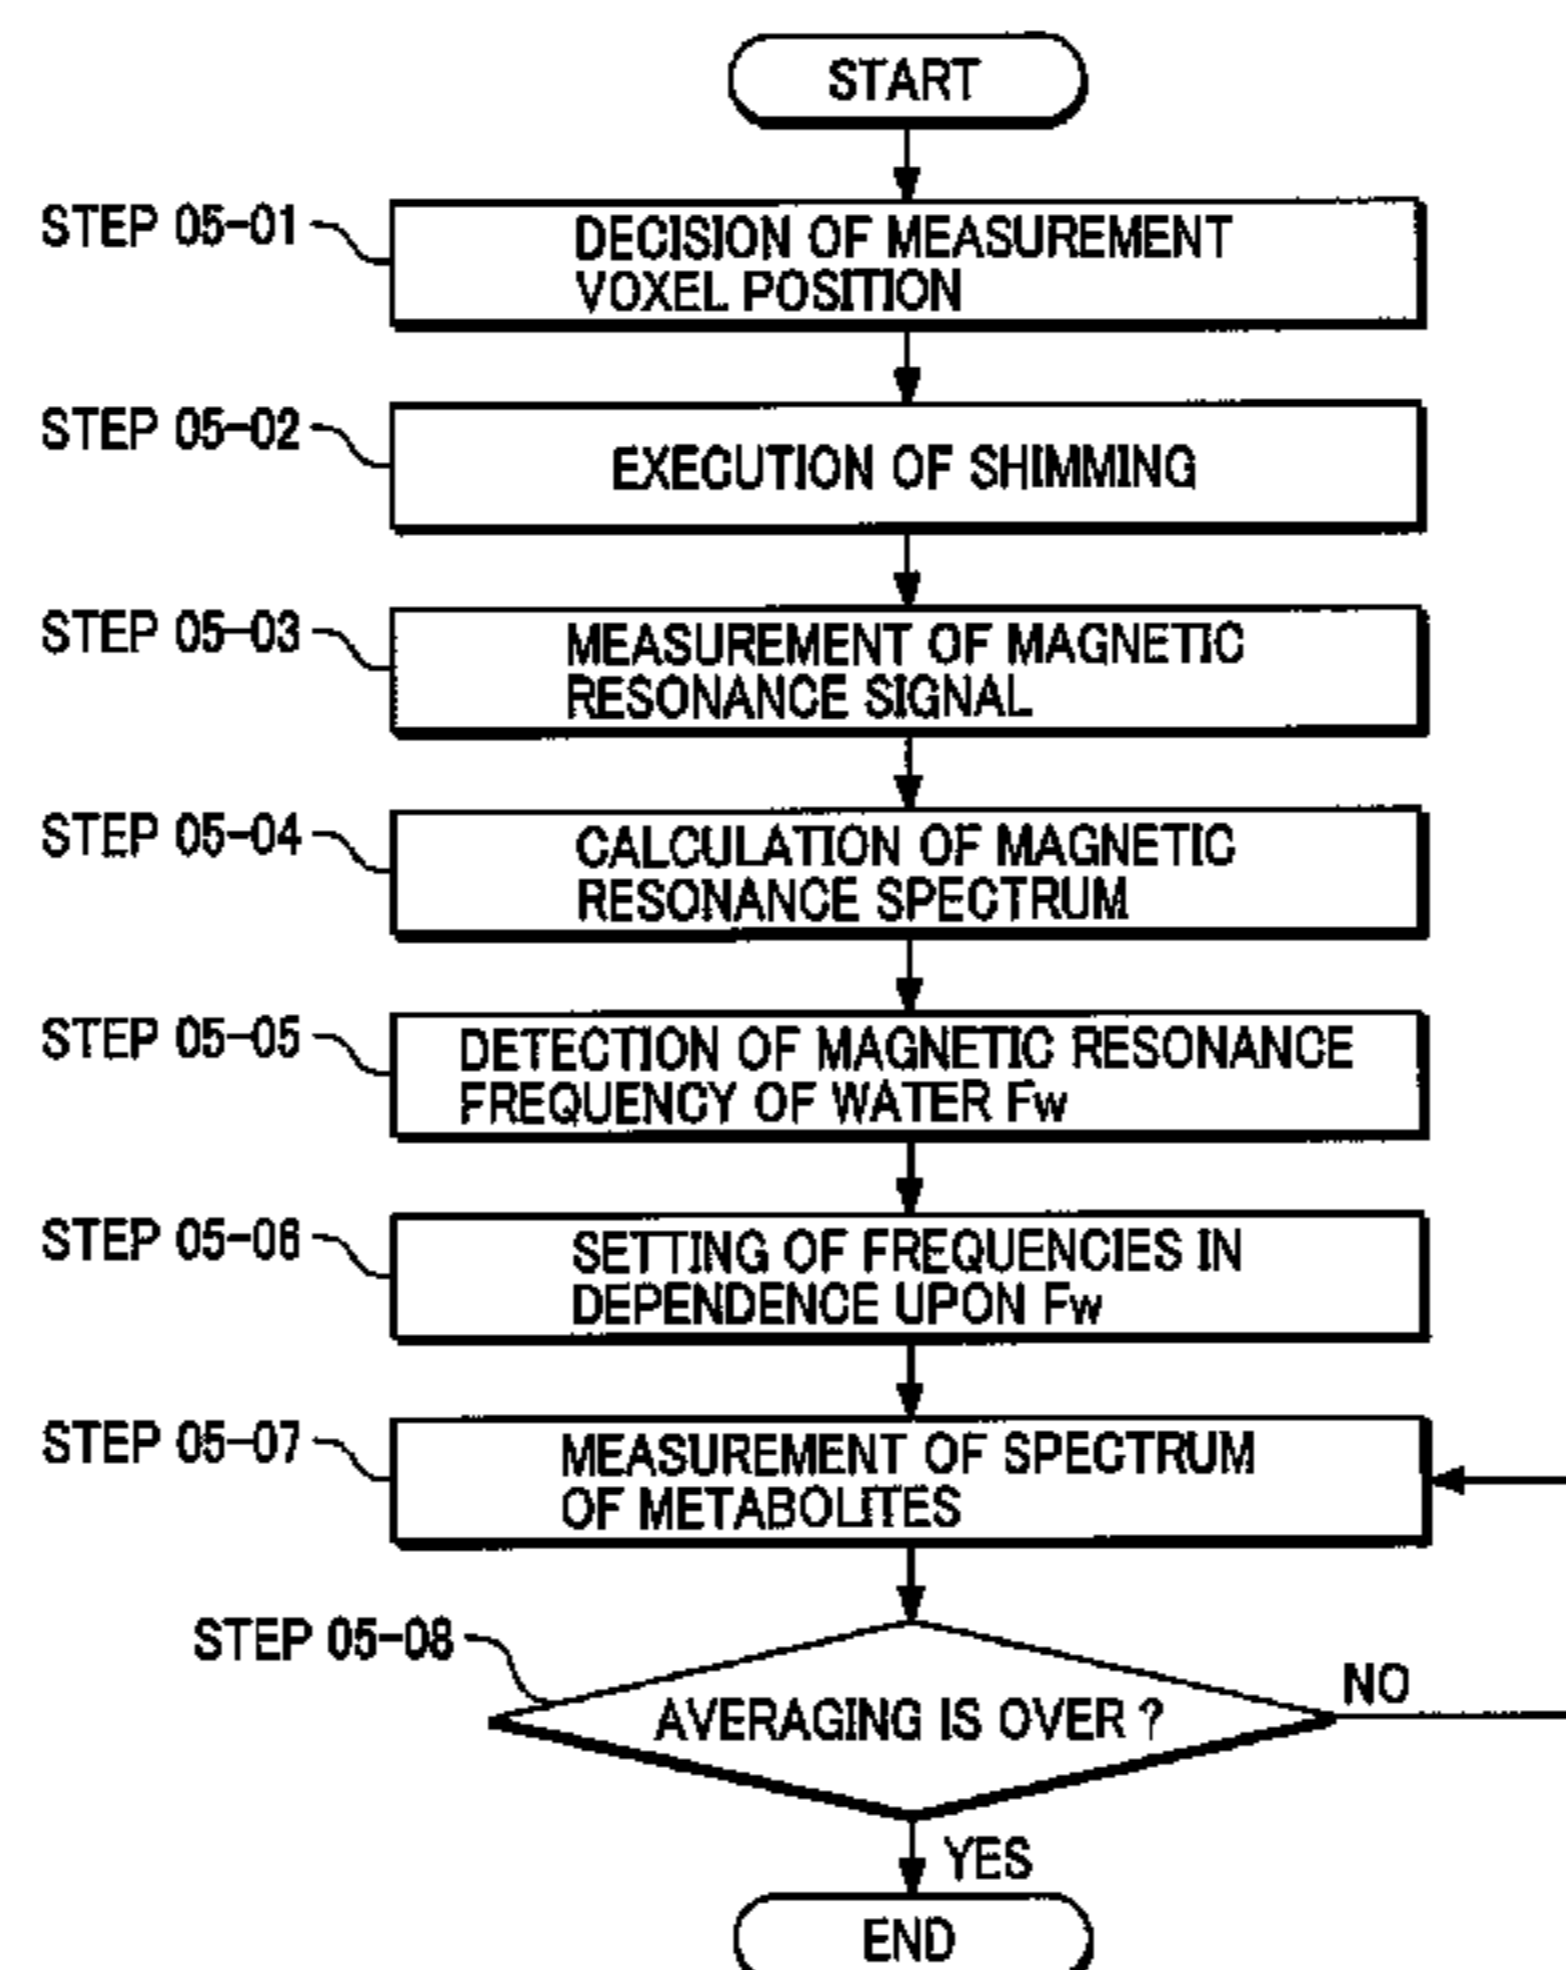 START
STEP 05-01
DECISION OF MEASUREMENT
VOXEL POSITION
STEP 05-02
EXECUTION OF SHIMMING
STEP 05-03
MEASUREMENT OF MAGNETIC
RESONANCE SIGNAL
STEP 05-04
CALCULATION OF MAGNETIC
RESONANCE SPECTRUM
STEP 05-05
DETECTION OF MAGNETIC RESONANCE
FREQUENCY OF WATER Fw
STEP 05-06
SETTING OF FREQUENCIES IN
DEPENDENCE UPON Fw
STEP 05-07
MEASUREMENT OF SPECTRUM
OF METABOLITES
STEP 05-08
AVERAGING IS OVER ?
NO
YES
END